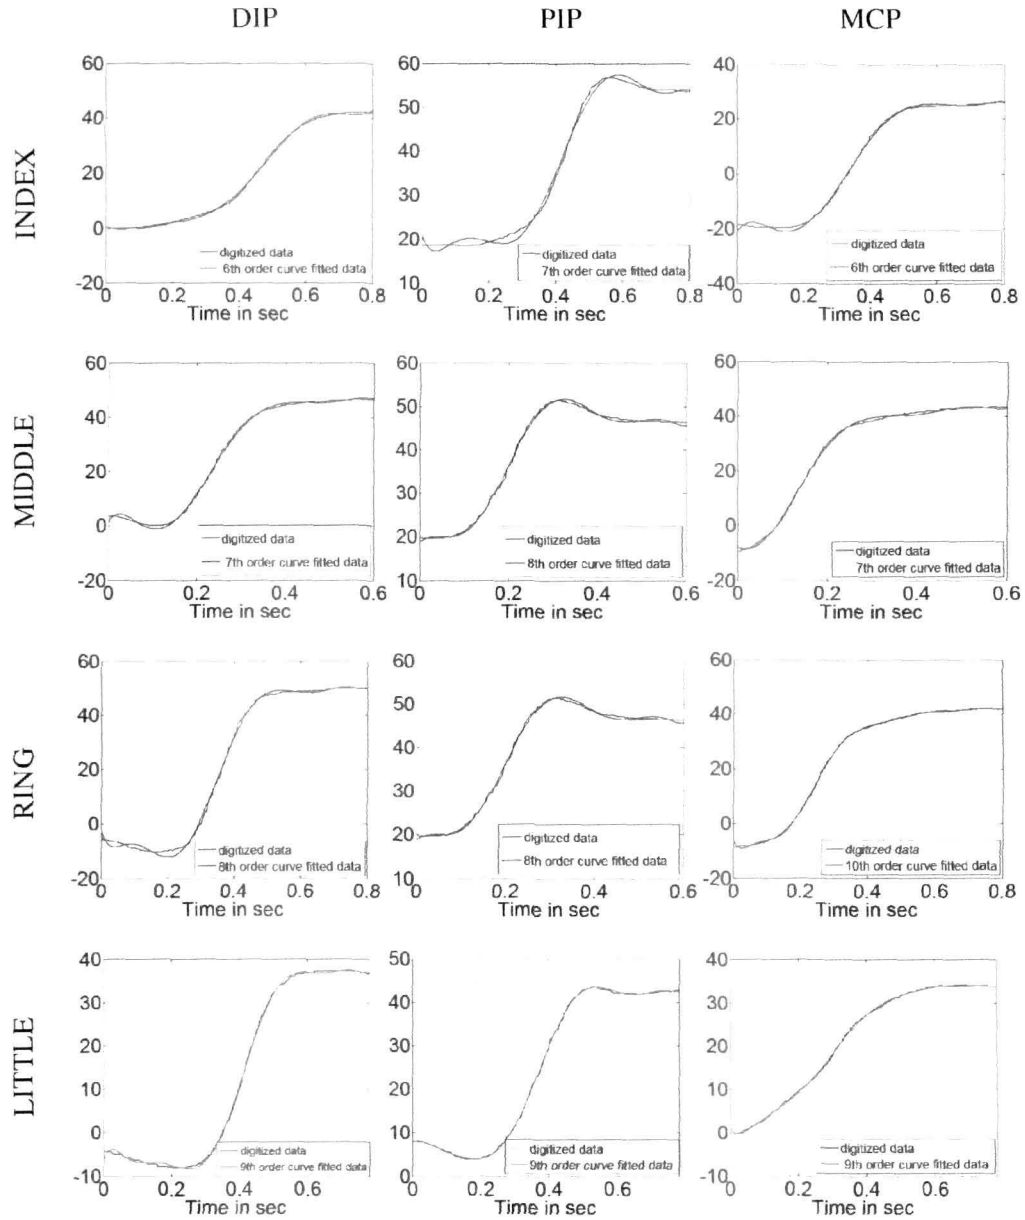 DIP PIP MCP
INDEX
60
40
20
0
-20
digitized data
6th order curve fitted data
0 0.2 0.4 0.6 0.8
Time in sec
60
50
40
30
20
10
digitized data
7th order curve fitted data
0 0.2 0.4 0.6 0.8
Time in sec
40
20
0
-20
-40
digitized data
6th order curve fitted data
0 0.2 0.4 0.6 0.8
Time in sec
MIDDLE
60
40
20
0
-20
digitized data
7th order curve fitted data
0 0.2 0.4 0.6
Time in sec
60
50
40
30
20
10
digitized data
8th order curve fitted data
0 0.2 0.4 0.6
Time in sec
60
40
20
0
-20
digitized data
7th order curve fitted data
0 0.2 0.4 0.6
Time in sec
RING
60
40
20
0
-20
digitized data
order curve fitted data
0 0.2 0.4 0.6 0.8
Time in sec
60
50
40
30
20
10
digitized data
8th order curve fitted data
0 0.2 0.4 0.6
Time in sec
60
40
20
0
-20
digitized data
10th order curve fitted data
0 0.2 0.4 0.6 0.8
Time in sec
LITTLE
40
30
20
10
0
-10
digitized data
9th order curve fitted data
0 0.2 0.4 0.6
Time in sec
50
40
30
20
10
0
digitized data
9th order curve fitted data
0 0.2 0.4 0.6
Time in sec
40
30
20
10
0
-10
digitized data
9th order curve fitted data
0 0.2 0.4 0.6
Time in sec